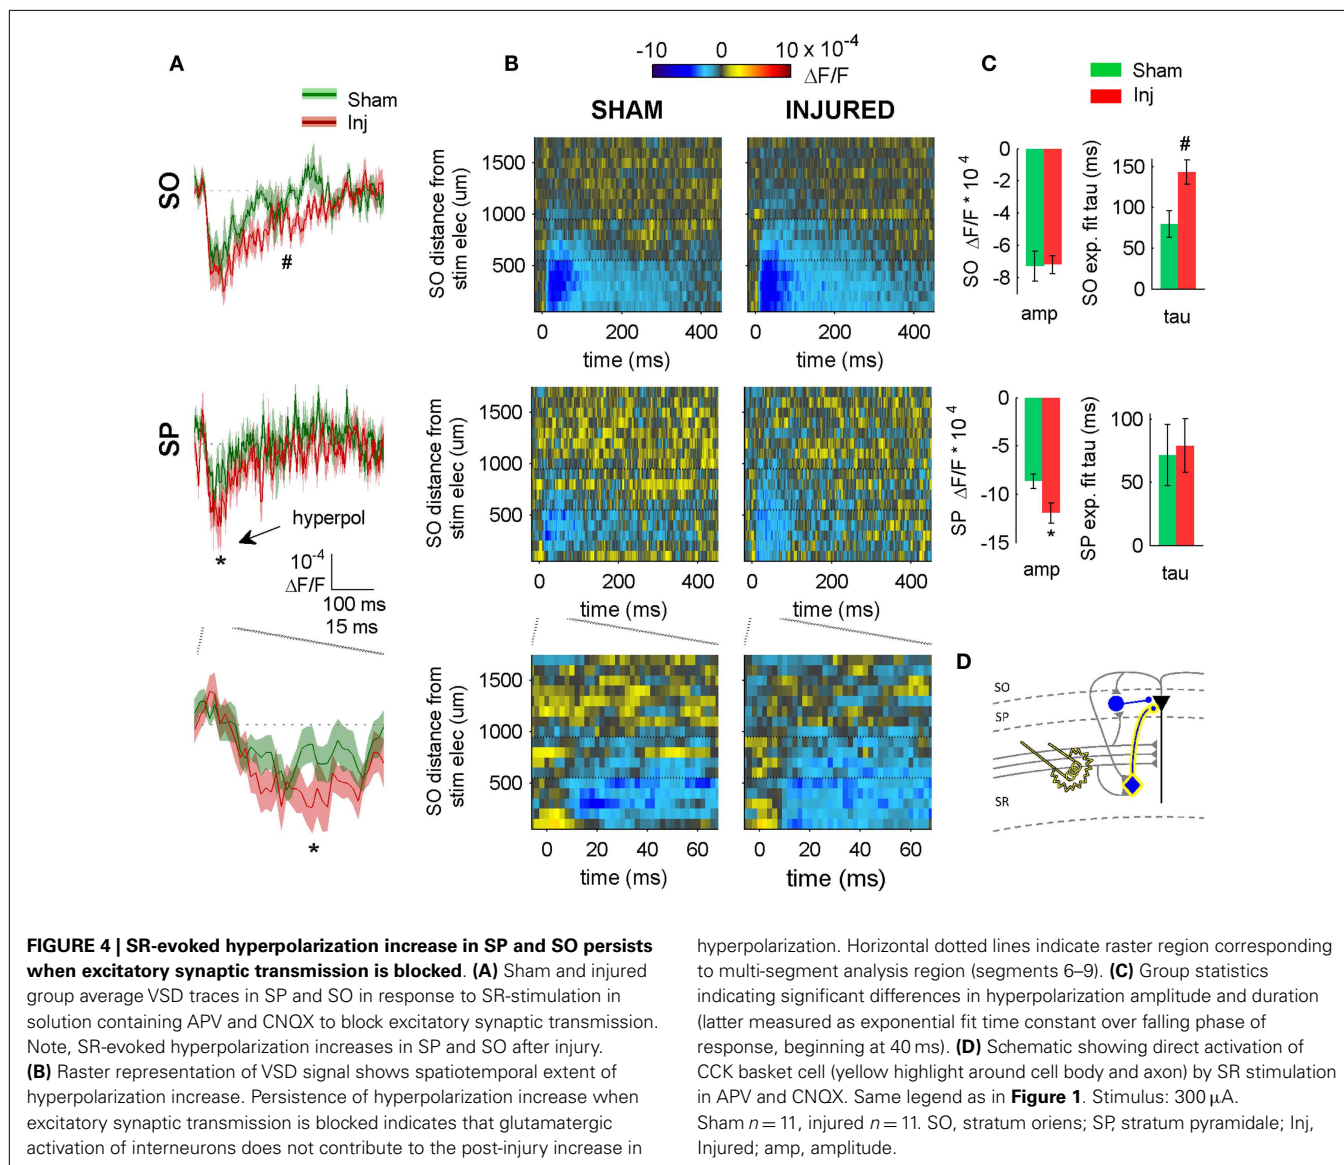 A
Sham
Inj
SO
#
SP
hyperpol
*
10-4
ΔF/F
100 ms
15 ms
*
B
-10 0 10 x 10-4
ΔF/F
SHAM INJURED
SO distance from
stim elec (um)
1500
1000
500
0 200 400
time (ms)
0 200 400
time (ms)
SO distance from
stim elec (um)
1500
1000
500
0 200 400
time (ms)
0 200 400
time (ms)
SO distance from
stim elec (um)
1500
1000
500
0 20 40 60
time (ms)
0 20 40 60
time (ms)
C
Sham
Inj
SO ΔF/F * 10 4
0
-2
-4
-6
-8
amp
SO exp. fit tau (ms)
150
100
50
0
#
tau
SP ΔF/F * 10 4
0
-5
-10
-15
*
amp
SP exp. fit tau (ms)
100
50
0
tau
D
SO
SP
SR
FIGURE 4 | SR-evoked hyperpolarization increase in SP and SO persists
when excitatory synaptic transmission is blocked. (A) Sham and injured
group average VSD traces in SP and SO in response to SR-stimulation in
solution containing APV and CNQX to block excitatory synaptic transmission.
Note, SR-evoked hyperpolarization increases in SP and SO after injury.
(B) Raster representation of VSD signal shows spatiotemporal extent of
hyperpolarization increase. Persistence of hyperpolarization increase when
excitatory synaptic transmission is blocked indicates that glutamatergic
activation of interneurons does not contribute to the post-injury increase in
hyperpolarization. Horizontal dotted lines indicate raster region corresponding
to multi-segment analysis region (segments 6–9). (C) Group statistics
indicating significant differences in hyperpolarization amplitude and duration
(latter measured as exponential fit time constant over falling phase of
response, beginning at 40 ms). (D) Schematic showing direct activation of
CCK basket cell (yellow highlight around cell body and axon) by SR stimulation
in APV and CNQX. Same legend as in Figure 1. Stimulus: 300 μA.
Sham n = 11, injured n = 11. SO, stratum oriens; SP, stratum pyramidale; Inj,
Injured; amp, amplitude.